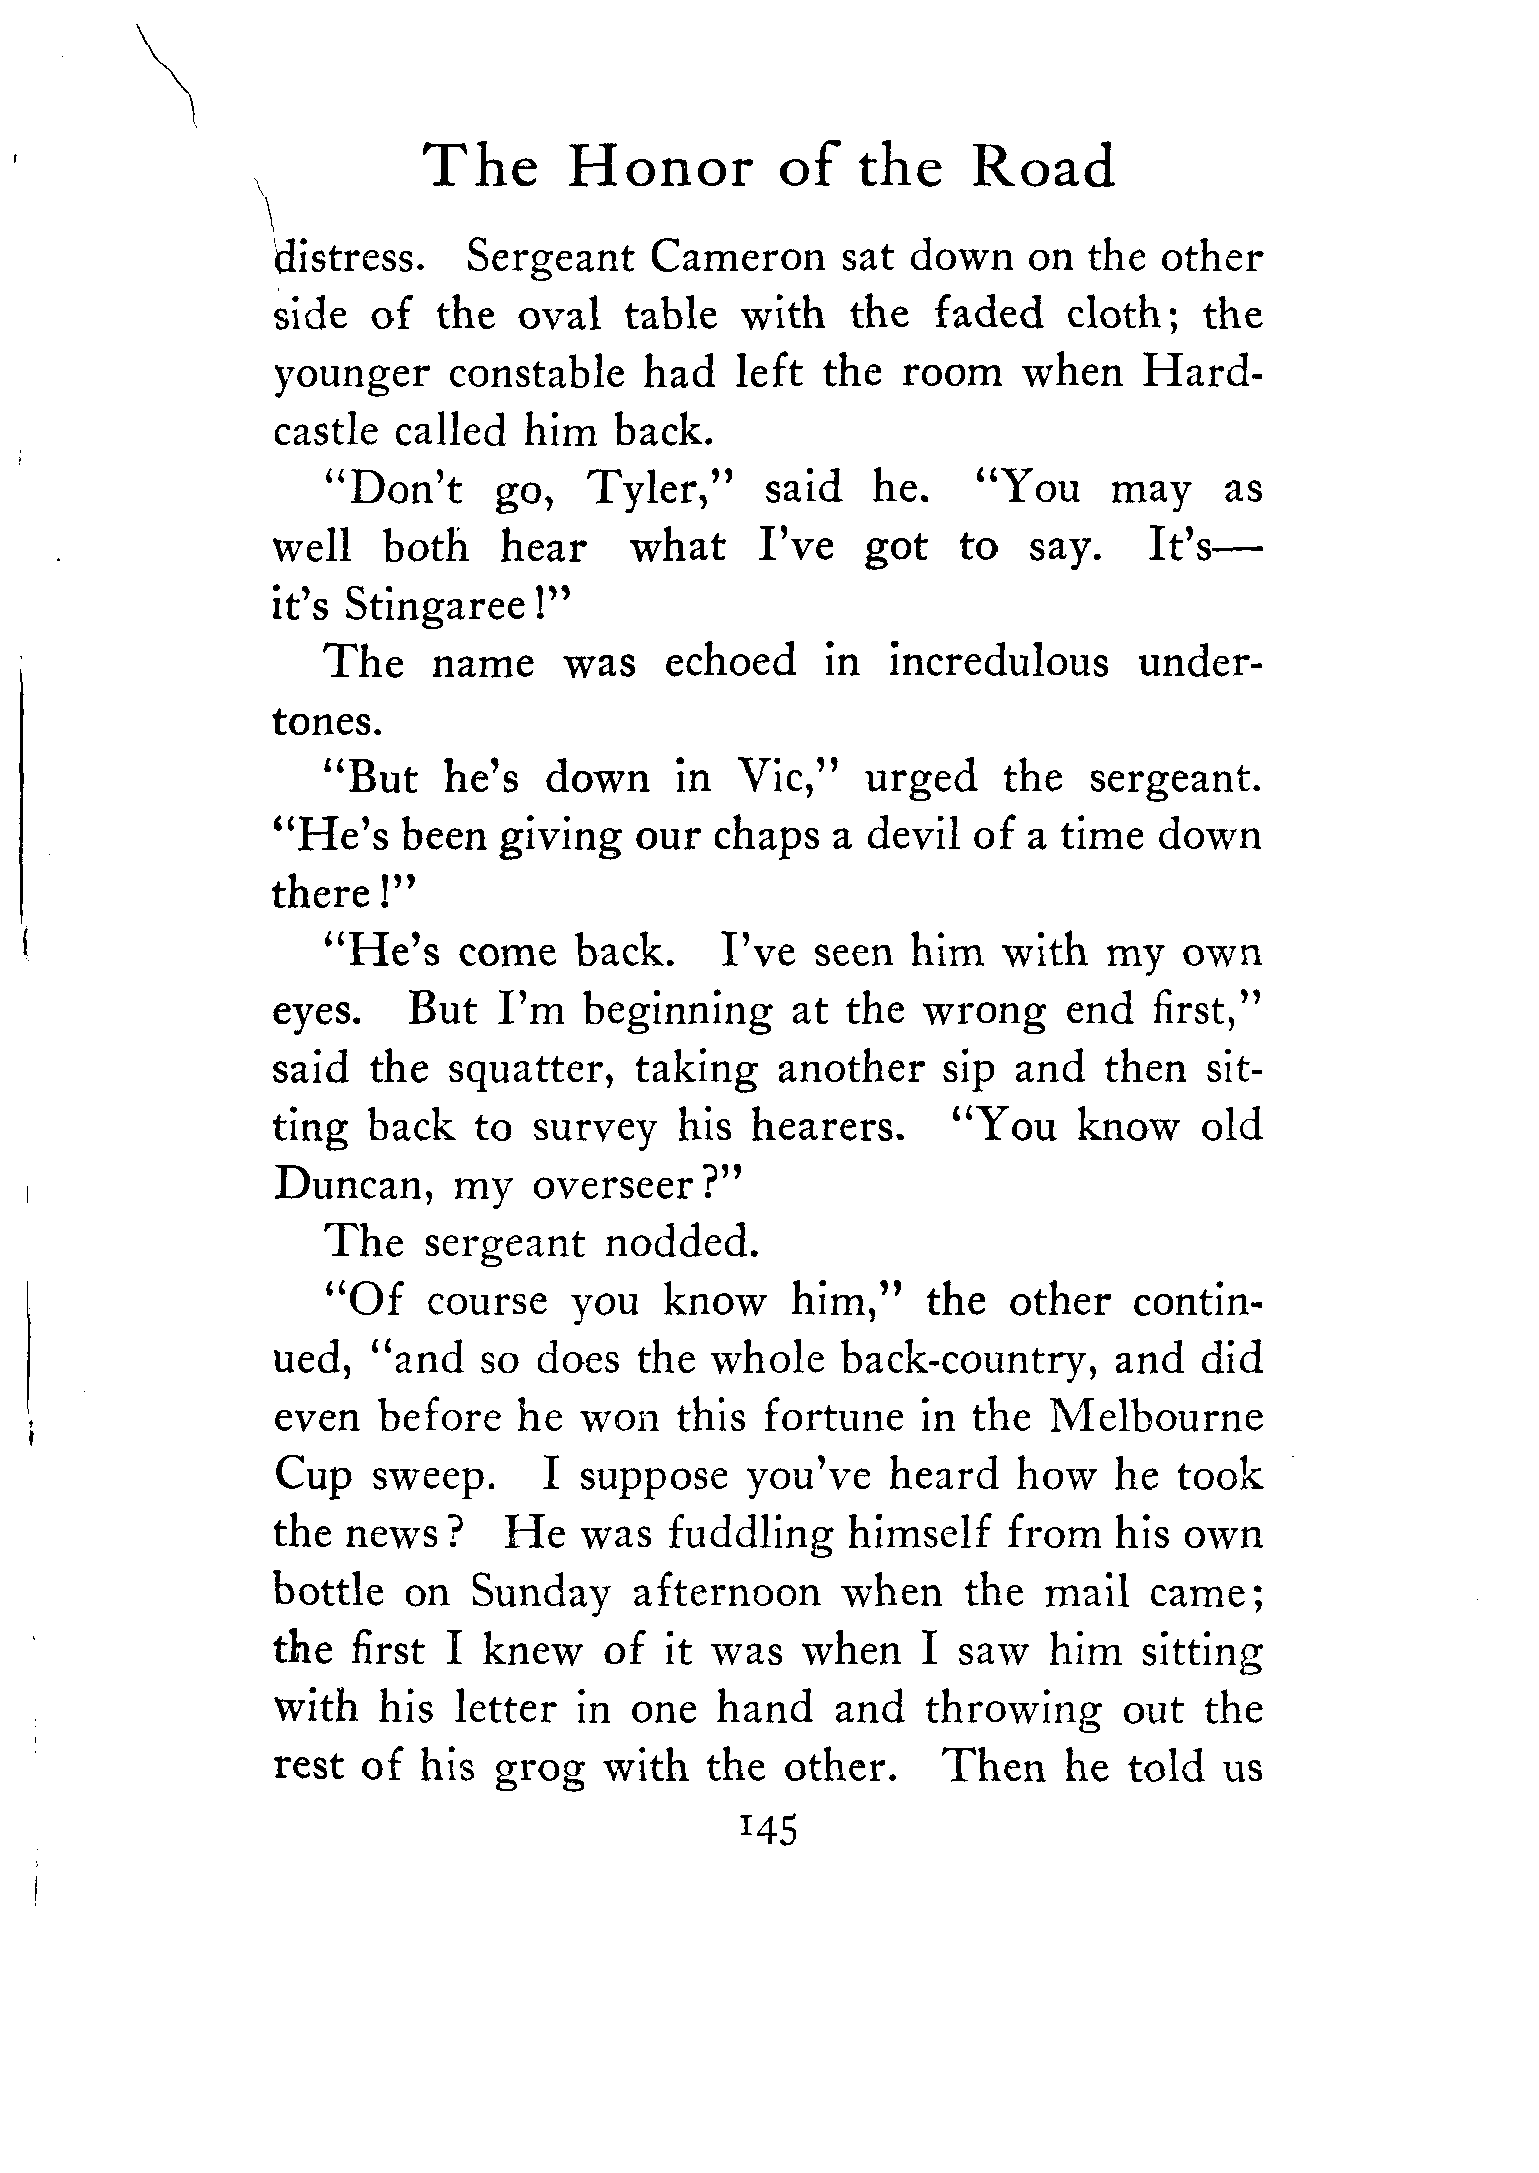 The Honor of the Road
distress. Sergeant Cameron sat down on the other
side of the oval table with the faded cloth; the
younger constable had left the room when Hard-
castle called him back.
"Don't go, Tyler," said he. "You may as
well both hear what I've got to say. It's—
it's Stingaree!"
The name was echoed in incredulous under-
tones.
"But he's down in Vic," urged the sergeant.
"He's been giving our chaps a devil of a time down
there!"
"He's come back. I've seen him with my own
eyes. But I'm beginning at the wrong end first,"
said the squatter, taking another sip and then sit-
ting back to survey his hearers. "You know old
Duncan, my overseer?"
The sergeant nodded.
"Of course you know him," the other contin-
ued, "and so does the whole back-country, and did
even before he won this fortune in the Melbourne
Cup sweep. I suppose you've heard how he took
the news? He was fuddling himself from his own
bottle on Sunday afternoon when the mail came;
the first I knew of it was when I saw him sitting
with his letter in one hand and throwing out the
rest of his grog with the other. Then he told us
145